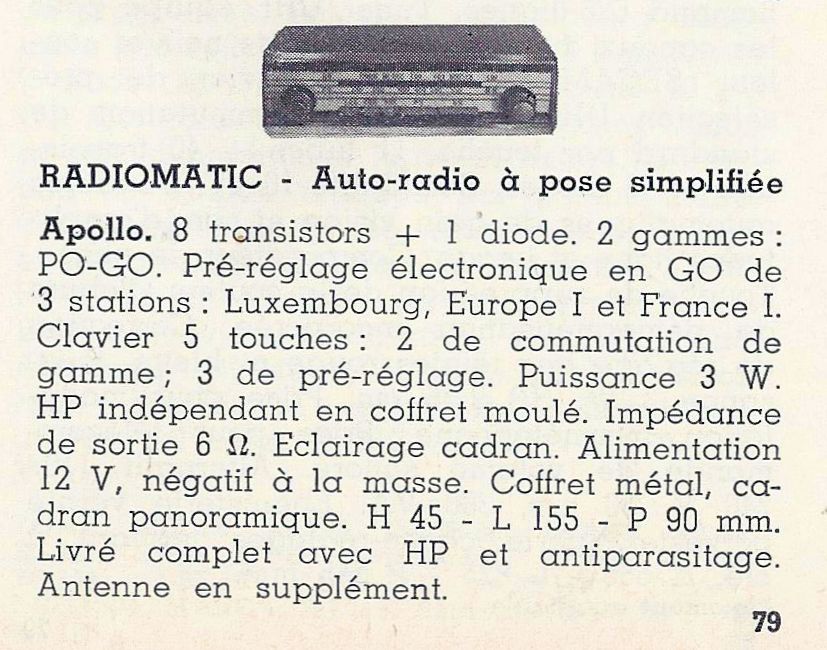 RADIOMATIC - Auto-radio à pose simplifiée
Apollo. 8 transistors + 1 diode. 2 gammes :
PO-GO. Pré-réglage électronique en GO de
3 stations : Luxembourg, Europe I et France I.
Clavier 5 touches : 2 de commutation de
gamme ; 3 de pré-réglage. Puissance 3 W.
HP indépendant en coffret moulé. Impédance
de sortie 6 Ω. Eclairage cadran. Alimentation
12 V, négatif à la masse. Coffret métal, ca-
dran panoramique. H 45 - L 155 - P 90 mm.
Livré complet avec HP et antiparasitage.
Antenne en supplément.
79